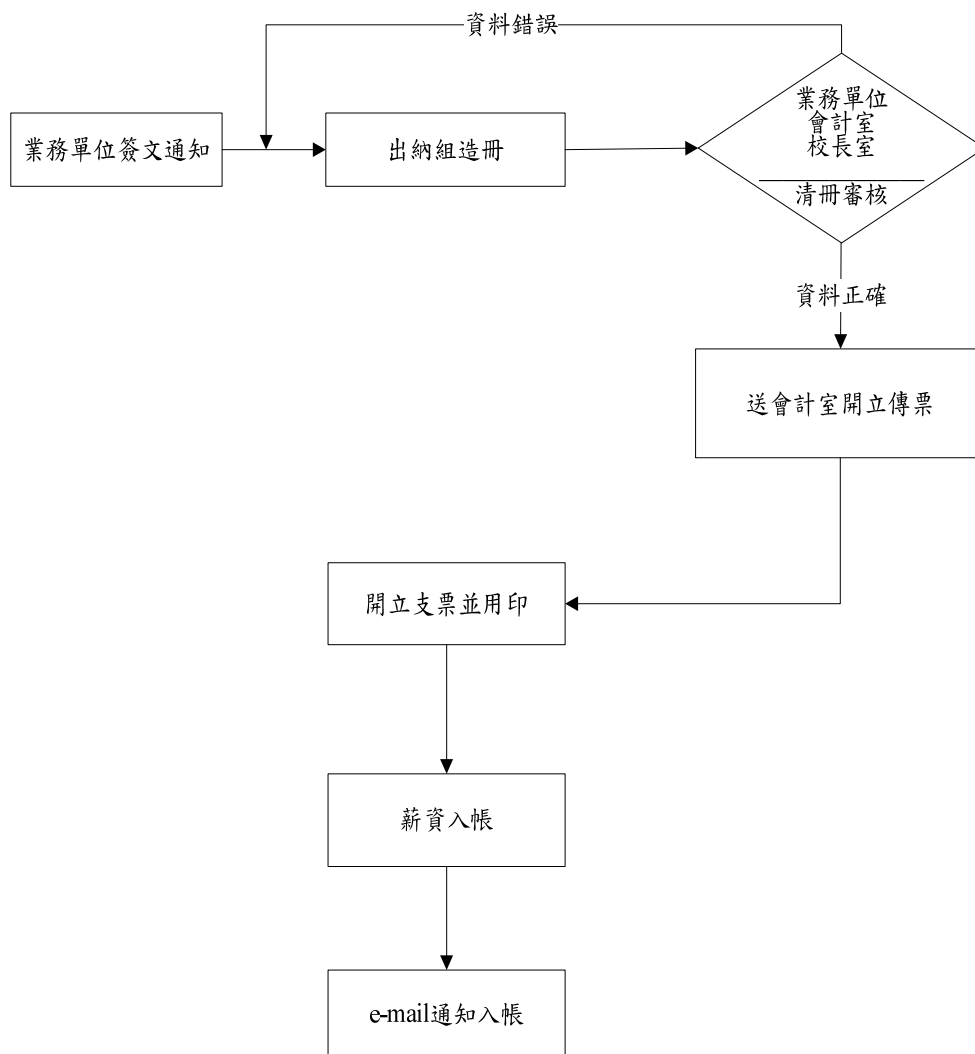 資料錯誤
業務單位簽文通知
出納組造冊
業務單位
會計室
校長室
清冊審核
資料正確
送會計室開立傳票
開立支票並用印
薪資入帳
e-mail通知入帳